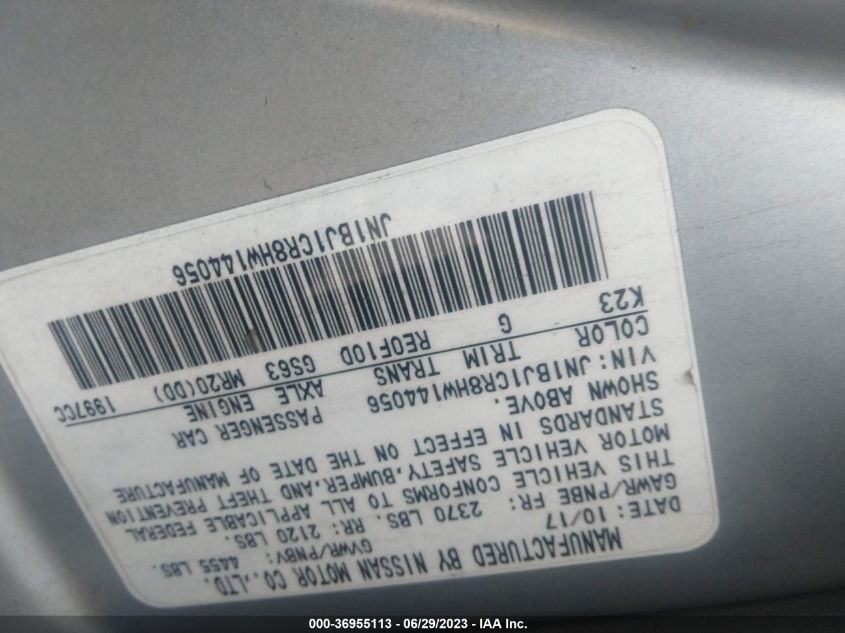 MANUFACTURED BY NISSAN MOTOR CO.,LTD.
DATE: 10/17 GVWR/PNBV: 4455 LBS.
GAWR/PNBE FR: 2370 LBS. RR: 2120 LBS.
THIS VEHICLE CONFORMS TO ALL APPLICABLE FEDERAL
MOTOR VEHICLE SAFETY,BUMPER,AND THEFT PREVENTION
STANDARDS IN EFFECT ON THE DATE OF MANUFACTURE
SHOWN ABOVE.
VIN: JN1BJ1CR8HW144056 PASSENGER CAR
COLOR TRIM TRANS AXLE ENGINE
K23 G RE0F10D GS63 MR20(DD) 1997CC
JN1BJ1CR8HW144056
000-36955113 - 06/29/2023 - IAA Inc.